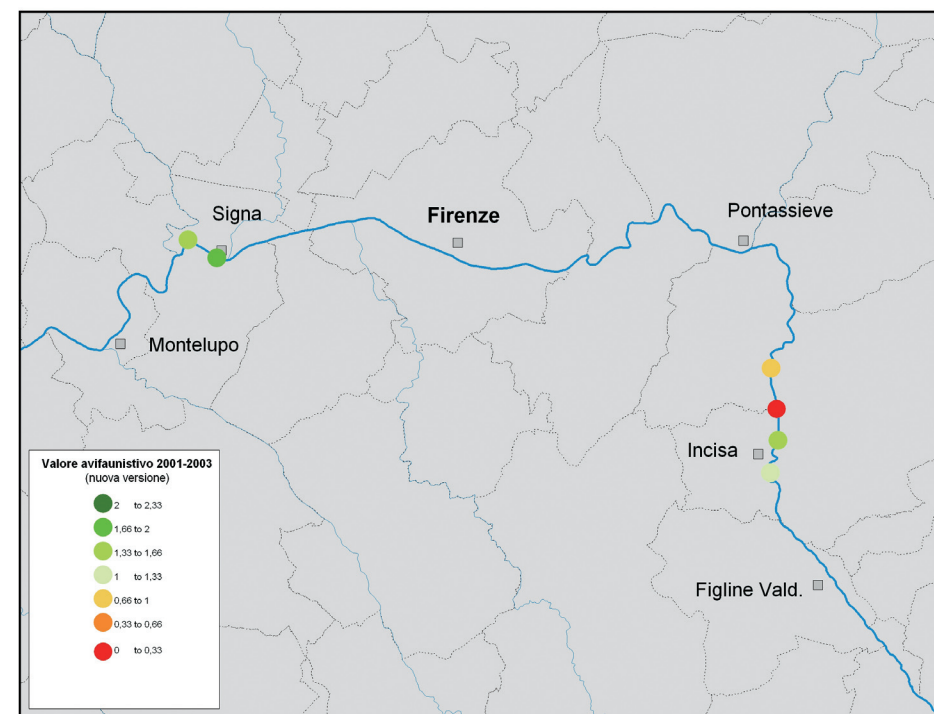 Signa
Firenze
Pontassieve
Montelupo
Incisa
Figline Vald.
Valore avifaunistivo 2001-2003
(nuova versione)
2 to 2,33
1,66 to 2
1,33 to 1,66
1 to 1,33
0,66 to 1
0,33 to 0,66
0 to 0,33